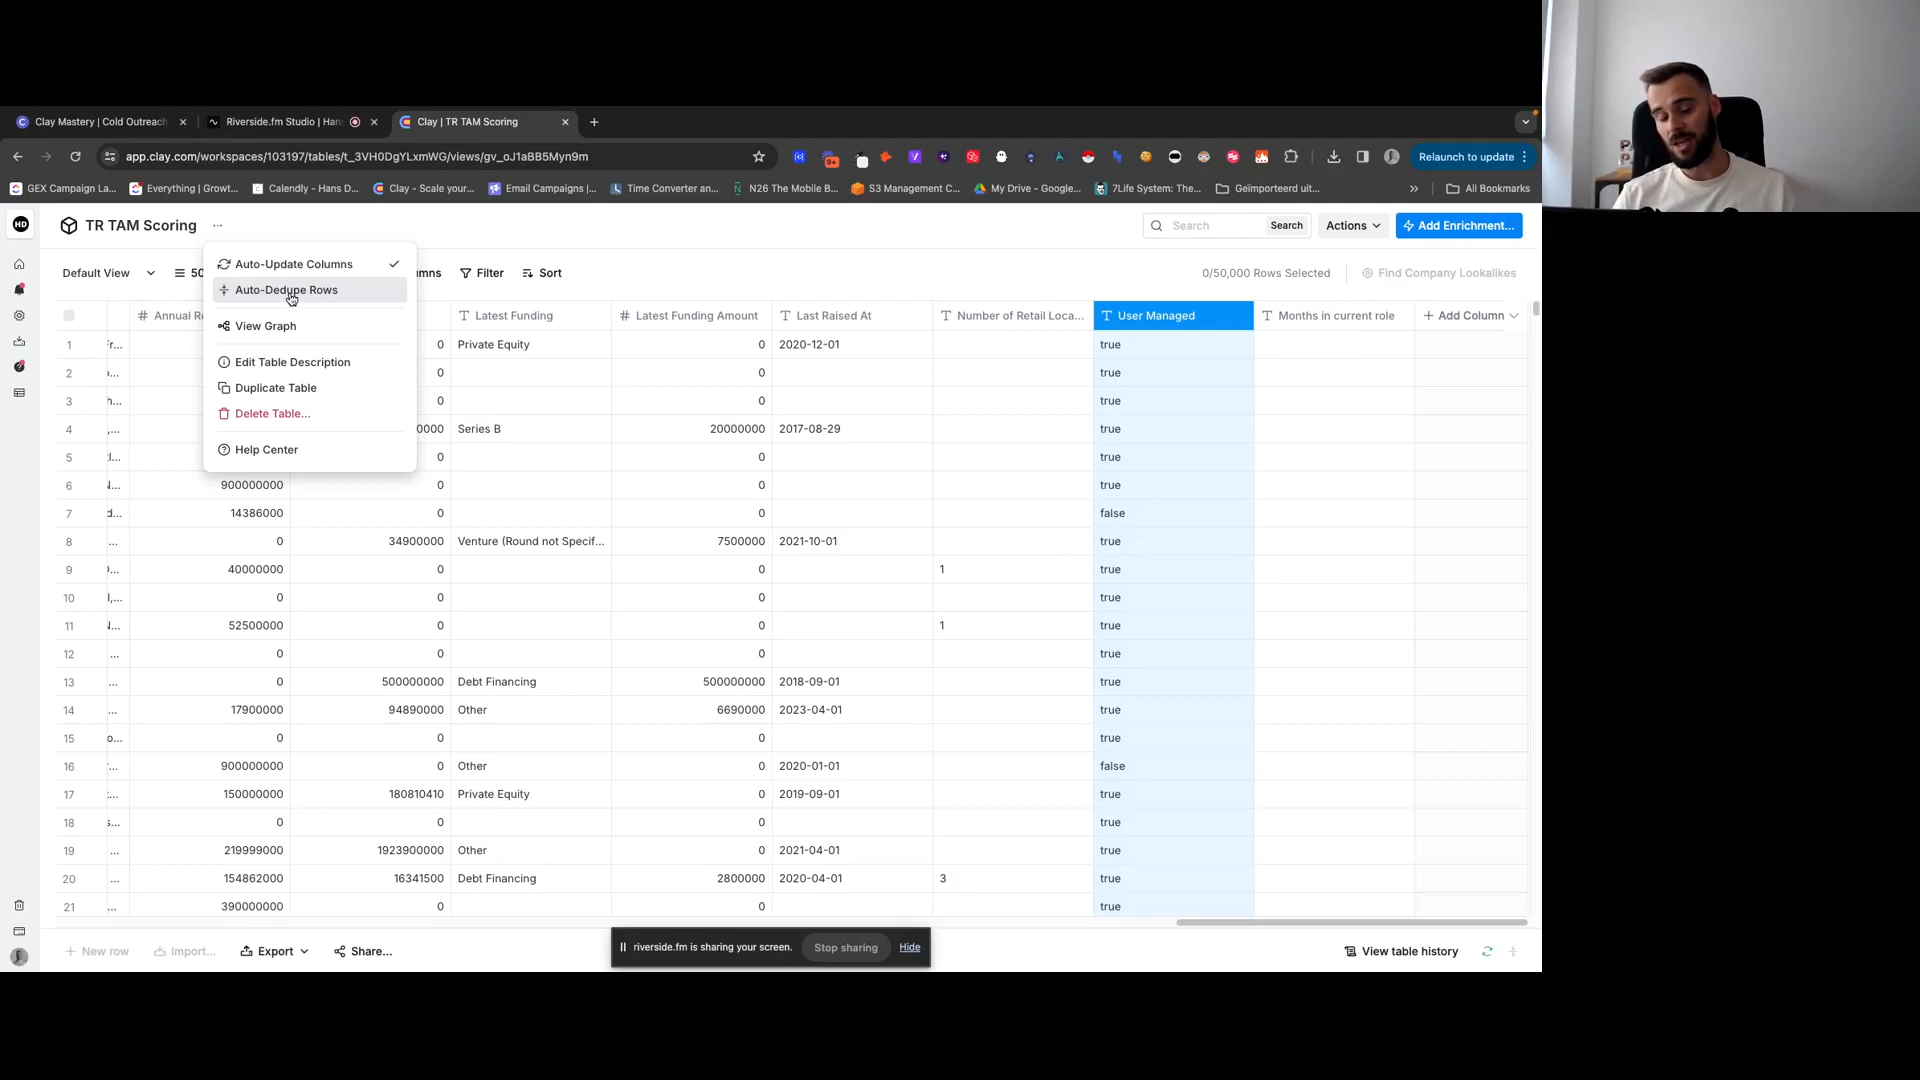 Clay Mastery | Cold Outreach
Riverside.fm Studio | Han
Clay | TR TAM Scoring
app.clay.com/workspaces/103197/tables/t_3VH0DgYLxmWG/views/gv_oJ1aBB5Myn9m
Relaunch to update
GEX Campaign La...
Everything | Growt...
Calendly - Hans D...
Clay - Scale your...
Email Campaigns |...
Time Converter an...
N26 The Mobile B...
S3 Management C...
My Drive - Google...
7Life System: The...
Geïmporteerd uit...
All Bookmarks
HD
TR TAM Scoring
Search
Search
Actions
Add Enrichment...
Default View
50
mns
Filter
Sort
0/50,000 Rows Selected
Find Company Lookalikes
Auto-Update Columns
Auto-Dedupe Rows
View Graph
Edit Table Description
Duplicate Table
Delete Table...
Help Center
# Annual Re
Latest Funding
# Latest Funding Amount
Last Raised At
Number of Retail Loca...
User Managed
Months in current role
+ Add Column
1 0 Private Equity 0 2020-12-01 true
2 0 0 true
3 0 0 true
4 0000 Series B 20000000 2017-08-29 true
5 0 0 true
6 900000000 0 0 true
7 14386000 0 0 false
8 0 34900000 Venture (Round not Specif... 7500000 2021-10-01 true
9 40000000 0 0 1 true
10 0 0 0 true
11 52500000 0 0 1 true
12 0 0 0 true
13 0 500000000 Debt Financing 500000000 2018-09-01 true
14 17900000 94890000 Other 6690000 2023-04-01 true
15 0 0 0 true
16 900000000 0 Other 0 2020-01-01 false
17 150000000 180810410 Private Equity 0 2019-09-01 true
18 0 0 0 true
19 219999000 1923900000 Other 0 2021-04-01 true
20 154862000 16341500 Debt Financing 2800000 2020-04-01 3 true
21 390000000 0 0 true
+ New row
Import...
Export
Share...
riverside.fm is sharing your screen.
Stop sharing
Hide
View table history